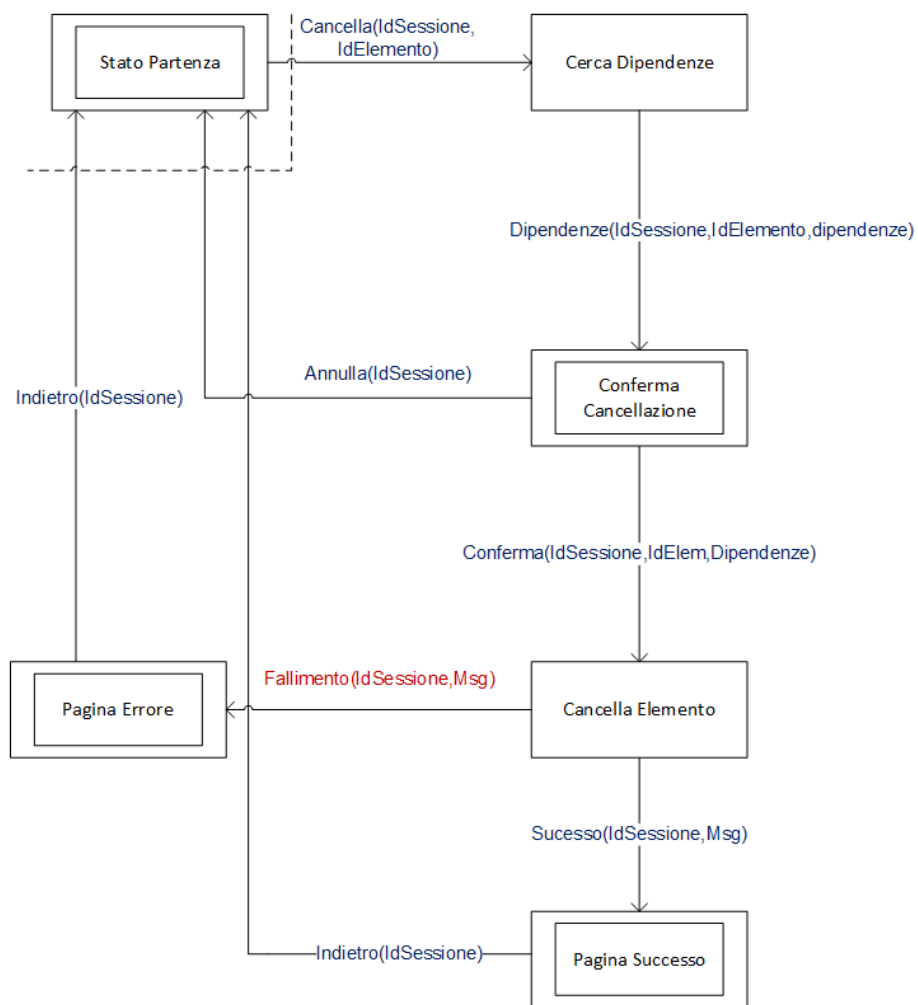 Cancella(IdSessione,
IdElemento)
Stato Partenza
Cerca Dipendenze
Dipendenze(IdSessione,IdElemento,dipendenze)
Annulla(IdSessione)
Conferma
Cancellazione
Indietro(IdSessione)
Conferma(IdSessione,IdElem,Dipendenze)
Fallimento(IdSessione,Msg)
Pagina Errore
Cancella Elemento
Sucesso(IdSessione,Msg)
Indietro(IdSessione)
Pagina Successo